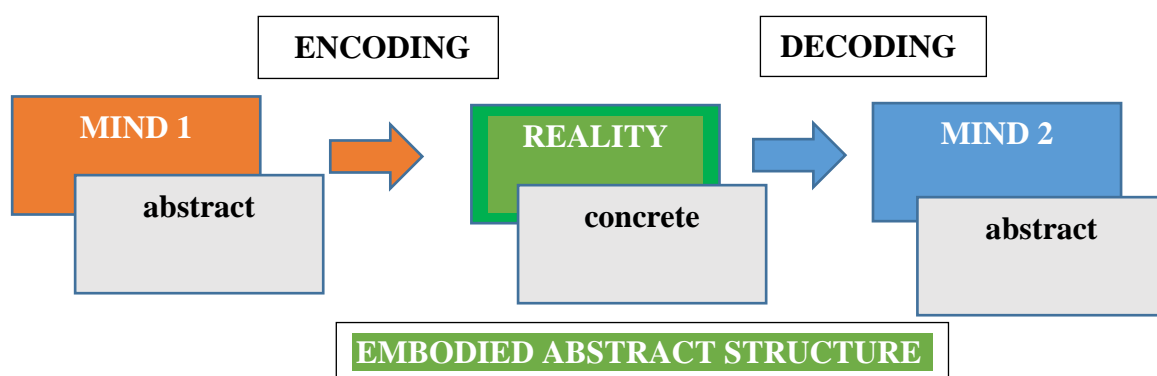 ENCODING
DECODING
MIND 1
REALITY
MIND 2
abstract
concrete
abstract
EMBODIED ABSTRACT STRUCTURE